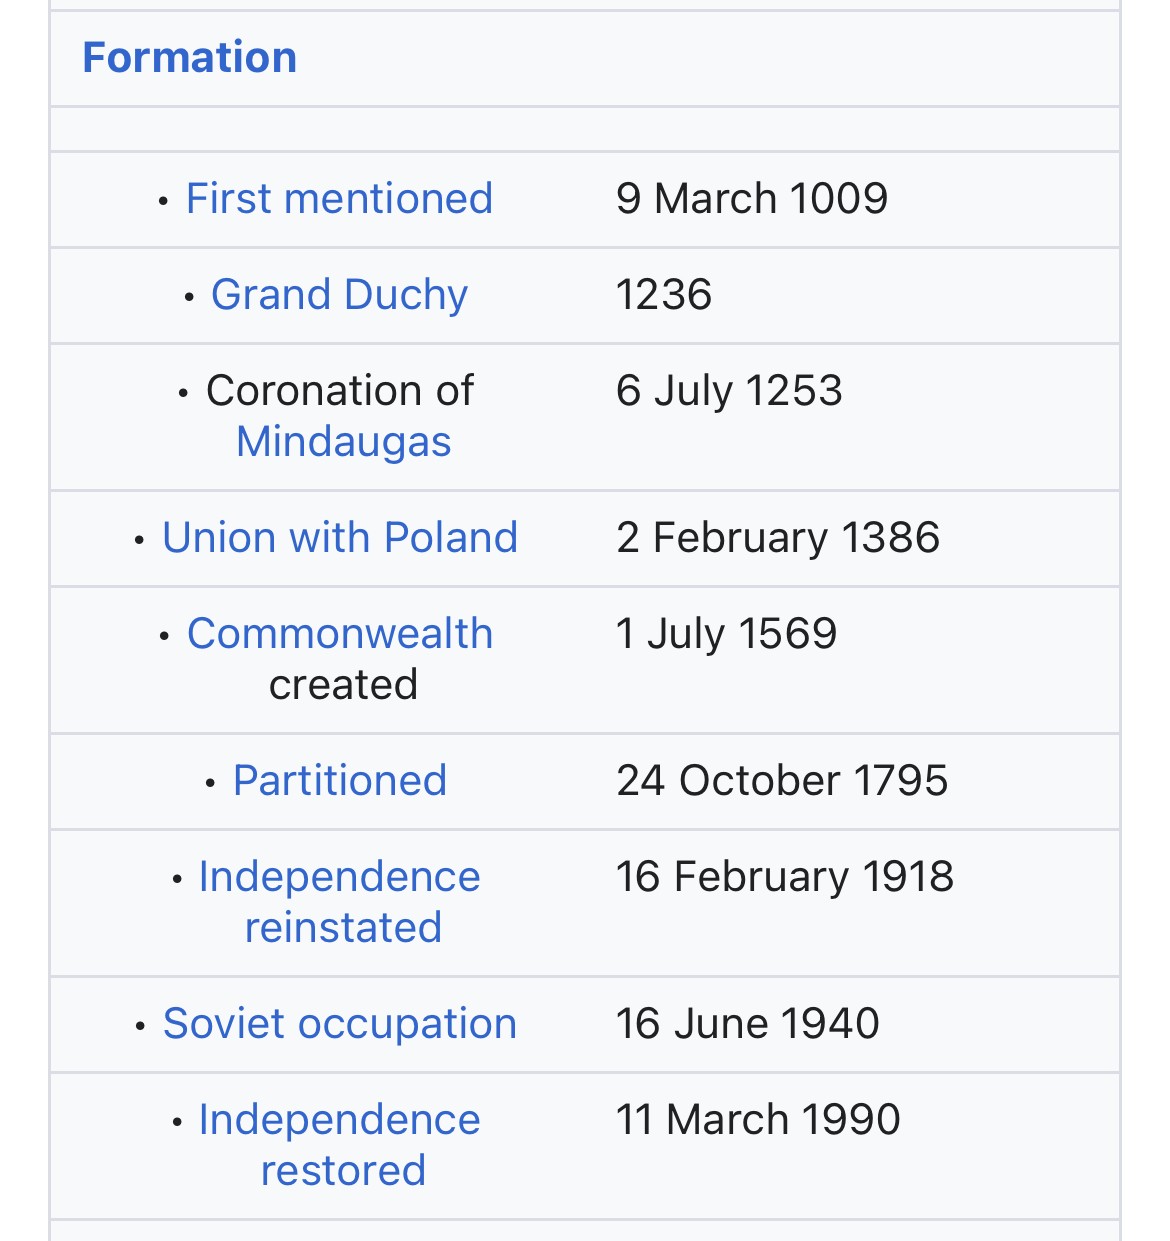 Formation
• First mentioned 9 March 1009
• Grand Duchy 1236
• Coronation of 6 July 1253
Mindaugas
• Union with Poland 2 February 1386
• Commonwealth 1 July 1569
created
• Partitioned 24 October 1795
• Independence 16 February 1918
reinstated
• Soviet occupation 16 June 1940
• Independence 11 March 1990
restored